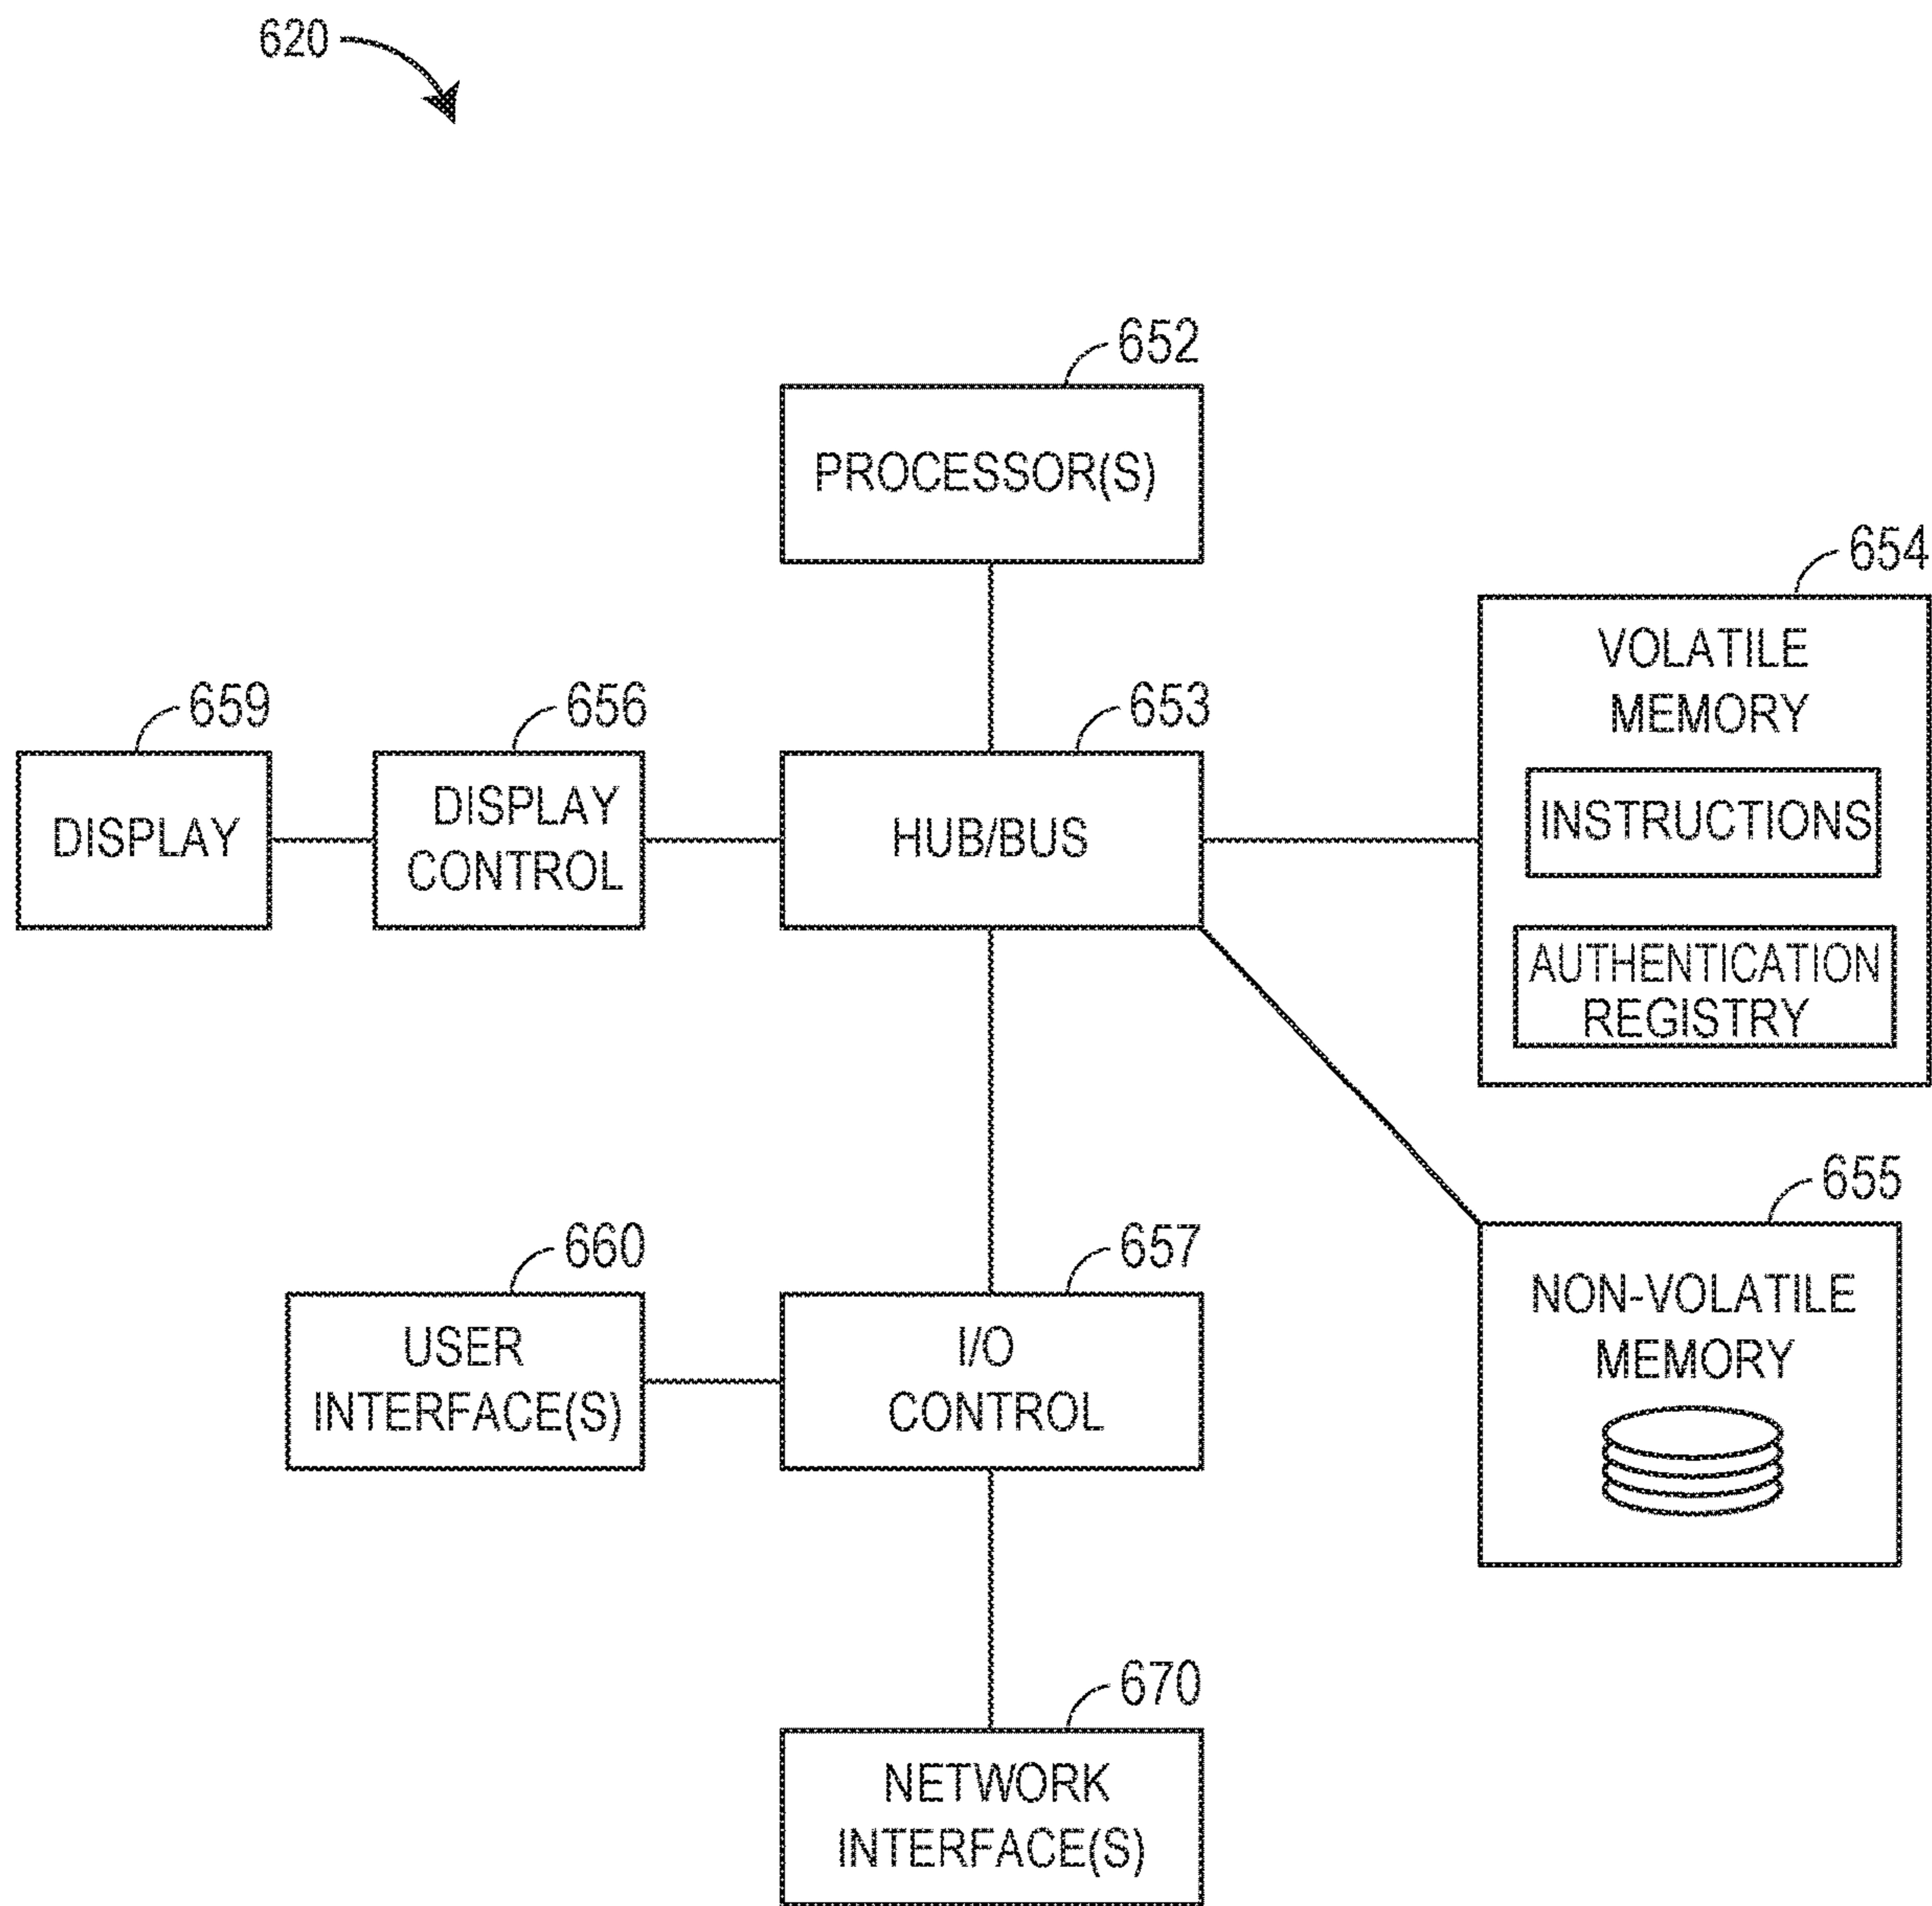 620
652
PROCESSOR(S)
654
VOLATILE
MEMORY
INSTRUCTIONS
AUTHENTICATION
REGISTRY
659
DISPLAY
656
DISPLAY
CONTROL
653
HUB/BUS
655
NON-VOLATILE
MEMORY
660
USER
INTERFACE(S)
657
I/O
CONTROL
670
NETWORK
INTERFACE(S)